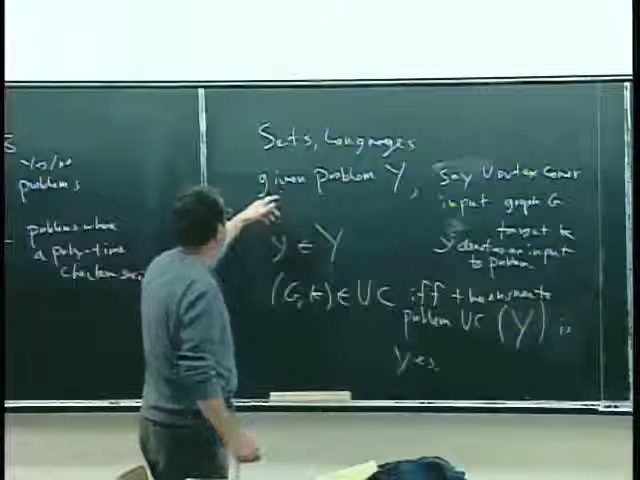 Yes/no
problems
problems where
a poly-time
Sets, Languages
given problem Y,
y ∈ Y
(G, k) ∈ VC iff the answer to
problem VC (Y) is
yes.
Say Vertex Cover
input graph G
target k
y denotes an input
to problem